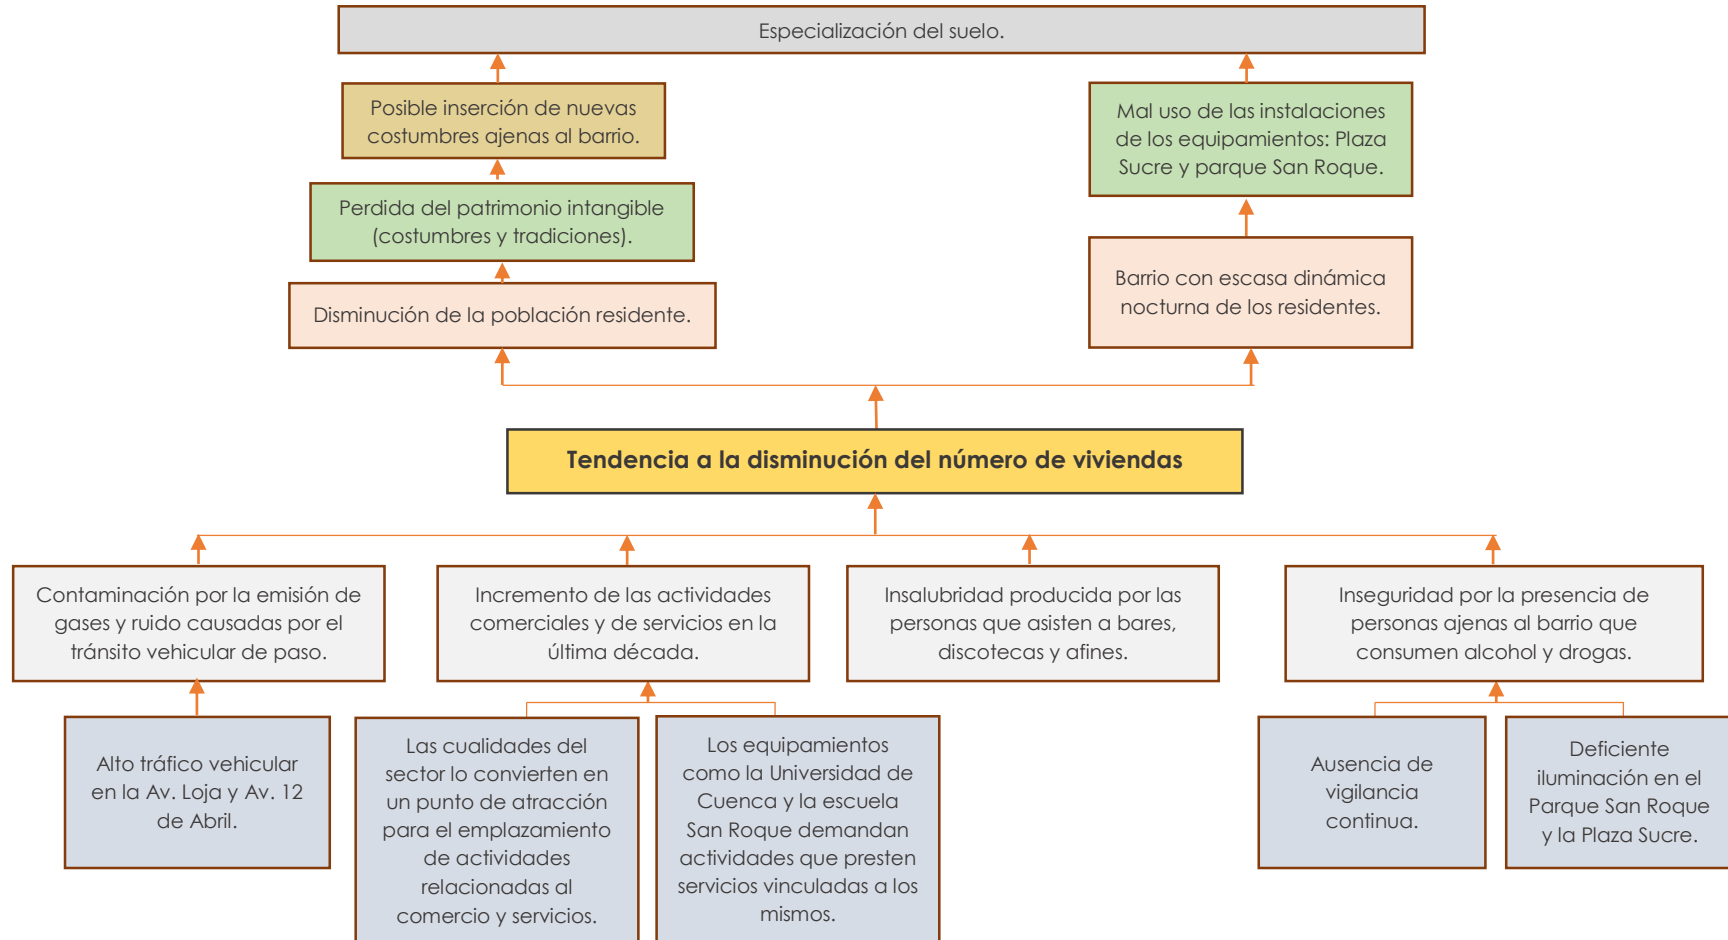 Especialización del suelo.
Posible inserción de nuevas
costumbres ajenas al barrio.
Mal uso de las instalaciones
de los equipamientos: Plaza
Sucre y parque San Roque.
Perdida del patrimonio intangible
(costumbres y tradiciones).
Disminución de la población residente.
Barrio con escasa dinámica
nocturna de los residentes.
Tendencia a la disminución del número de viviendas
Contaminación por la emisión de
gases y ruido causadas por el
tránsito vehicular de paso.
Incremento de las actividades
comerciales y de servicios en la
última década.
Insalubridad producida por las
personas que asisten a bares,
discotecas y afines.
Inseguridad por la presencia de
personas ajenas al barrio que
consumen alcohol y drogas.
Alto tráfico vehicular
en la Av. Loja y Av. 12
de Abril.
Las cualidades del
sector lo convierten en
un punto de atracción
para el emplazamiento
de actividades
relacionadas al
comercio y servicios.
Los equipamientos
como la Universidad de
Cuenca y la escuela
San Roque demandan
actividades que presten
servicios vinculadas a los
mismos.
Ausencia de
vigilancia
continua.
Deficiente
iluminación en el
Parque San Roque
y la Plaza Sucre.